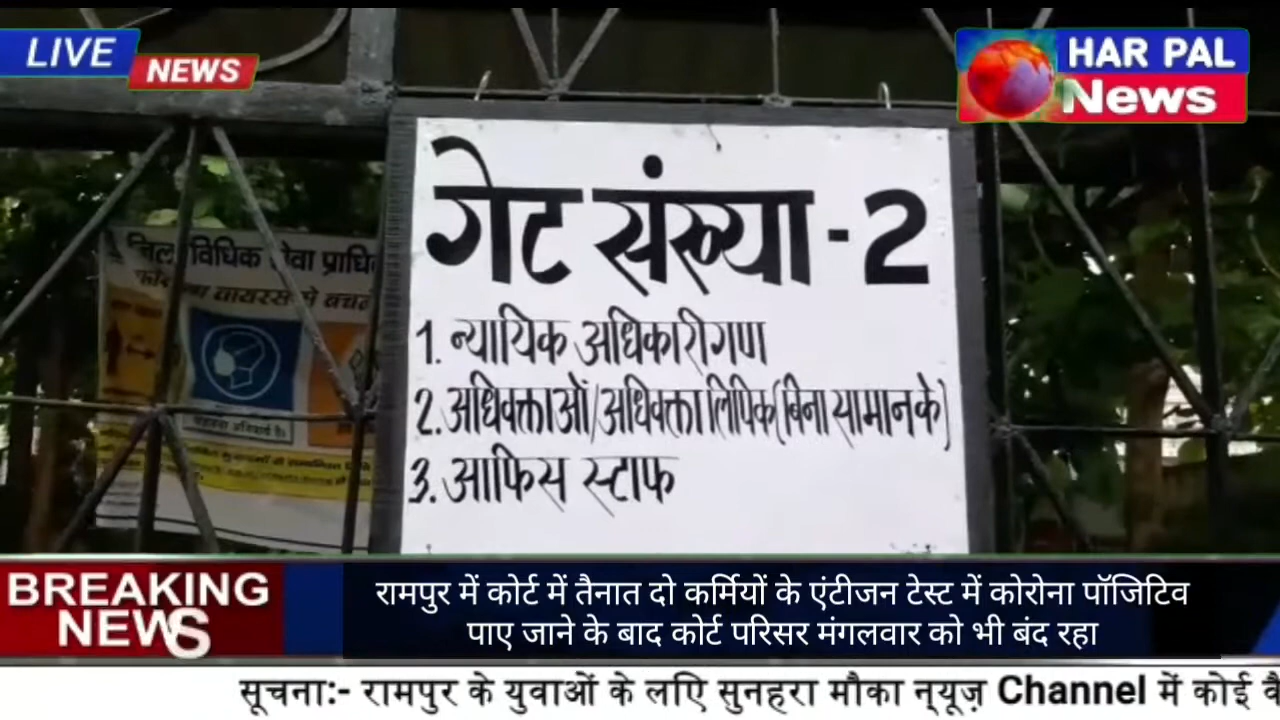 LIVE
NEWS
HAR PAL
News
गेट संख्या - 2
1. न्यायिक अधिकारीगण
2. अधिवक्ताओं/अधिवक्ता लिपिक(बिना सामान के)
3. आफिस स्टाफ
जिला विधिक सेवा
BREAKING
NEWS
रामपुर में कोर्ट में तैनात दो कर्मियों के एंटीजन टेस्ट में कोरोना पॉजिटिव
पाए जाने के बाद कोर्ट परिसर मंगलवार को भी बंद रहा
सूचना:- रामपुर के युवाओं के लिए सुनहरा मौका न्यूज़ Channel में कोई